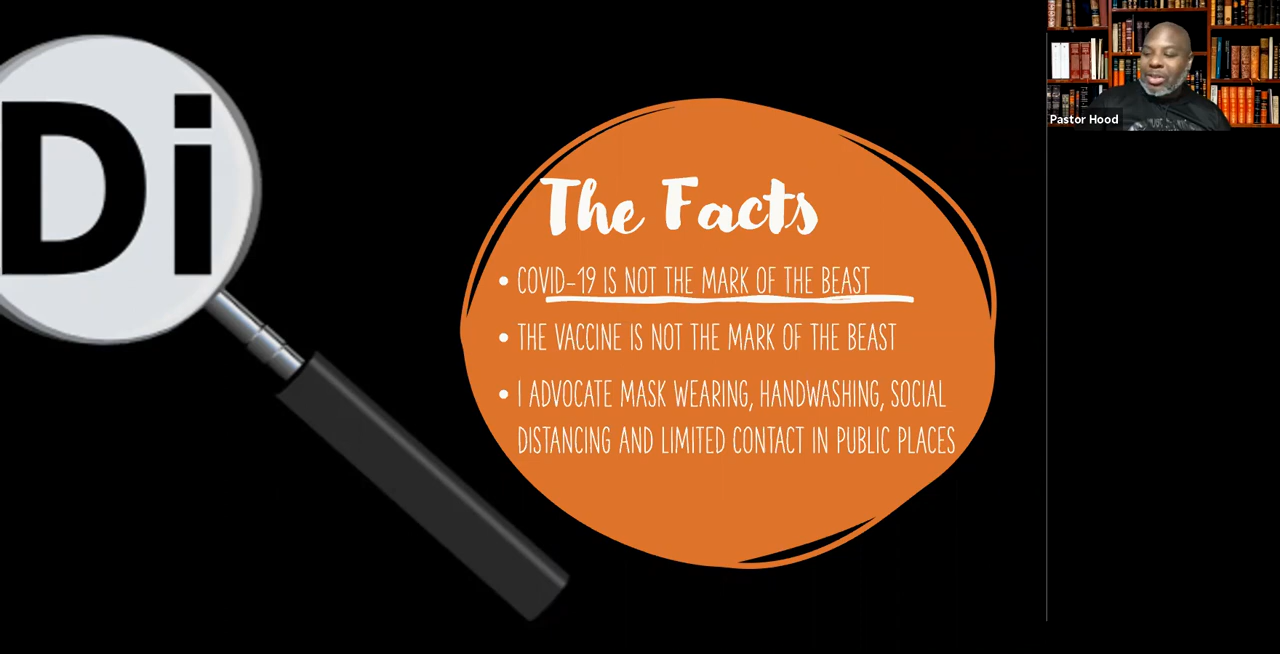 Di
The Facts
• COVID-19 IS NOT THE MARK OF THE BEAST
• THE VACCINE IS NOT THE MARK OF THE BEAST
• I ADVOCATE MASK WEARING, HANDWASHING, SOCIAL
DISTANCING AND LIMITED CONTACT IN PUBLIC PLACES
Pastor Hood